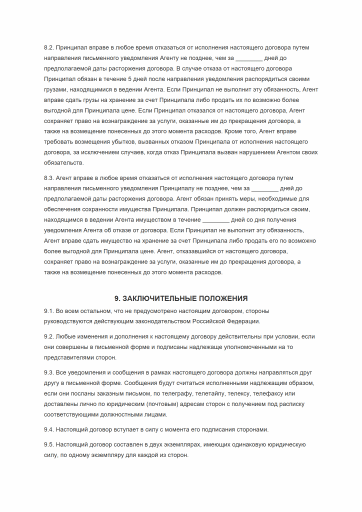 8.2. Принципал вправе в любое время отказаться от исполнения настоящего договора путем
направления письменного уведомления Агенту не позднее, чем за ________ дней до
предполагаемой даты расторжения договора. В случае отказа от настоящего договора
Принципал обязан в течение 5 дней после направления уведомления распорядиться своими
грузами, находящимися в ведении Агента. Если Принципал не выполнит эту обязанность, Агент
вправе сдать грузы на хранение за счет Принципала либо продать их по возможно более
выгодной для Принципала цене. Если Принципал отказался от настоящего договора, Агент
сохраняет право на вознаграждение за услуги, оказанные им до прекращения договора, а
также на возмещение понесенных до этого момента расходов. Кроме того, Агент вправе
требовать возмещения убытков, вызванных отказом Принципала от исполнения настоящего
договора, за исключением случаев, когда отказ Принципала вызван нарушением Агентом своих
обязательств.
8.3. Агент вправе в любое время отказаться от исполнения настоящего договора путем
направления письменного уведомления Принципалу не позднее, чем за ________ дней до
предполагаемой даты расторжения договора. Агент обязан принять меры, необходимые для
обеспечения сохранности имущества Принципала. Принципал должен распорядиться своим,
находящимся в ведении Агента имуществом в течение ________ дней со дня получения
уведомления Агента об отказе от договора. Если Принципал не выполнит эту обязанность,
Агент вправе сдать имущество на хранение за счет Принципала либо продать его по возможно
более выгодной для Принципала цене. Агент, отказавшийся от настоящего договора,
сохраняет право на вознаграждение за услуги, оказанные им до прекращения договора, а
также на возмещение понесенных до этого момента расходов.
9. ЗАКЛЮЧИТЕЛЬНЫЕ ПОЛОЖЕНИЯ
9.1. Во всем остальном, что не предусмотрено настоящим договором, стороны
руководствуются действующим законодательством Российской Федерации.
9.2. Любые изменения и дополнения к настоящему договору действительны при условии, если
они совершены в письменной форме и подписаны надлежаще уполномоченными на то
представителями сторон.
9.3. Все уведомления и сообщения в рамках настоящего договора должны направляться друг
другу в письменной форме. Сообщения будут считаться исполненными надлежащим образом,
если они посланы заказным письмом, по телеграфу, телетайпу, телексу, телефаксу или
доставлены лично по юридическим (почтовым) адресам сторон с получением под расписку
соответствующими должностными лицами.
9.4. Настоящий договор вступает в силу с момента его подписания сторонами.
9.5. Настоящий договор составлен в двух экземплярах, имеющих одинаковую юридическую
силу, по одному экземпляру для каждой из сторон.